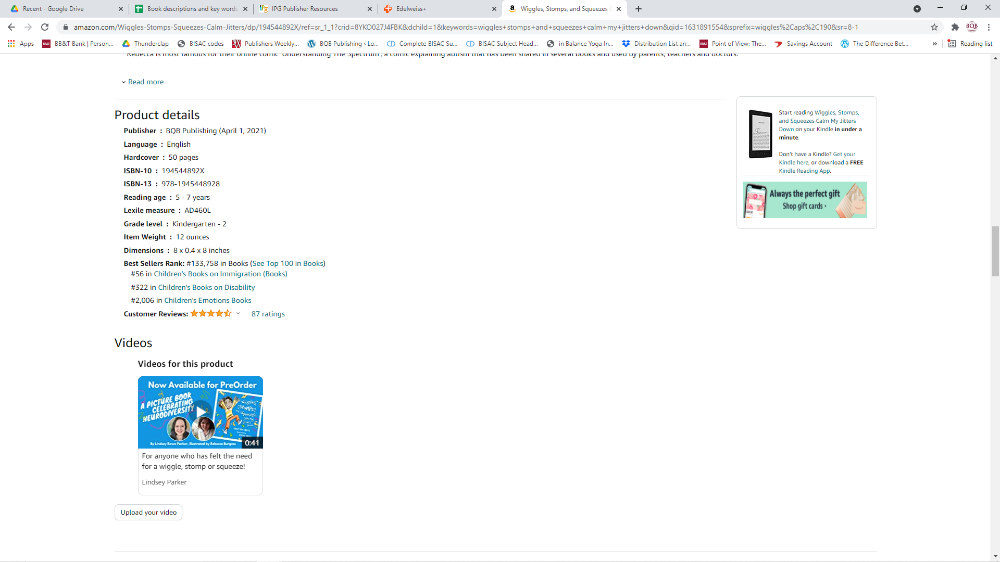 Recent - Google Drive
Book descriptions and key words
IPG Publisher Resources
Edelweiss+
Wiggles, Stomps, and Squeezes
amazon.com/Wiggles-Stomps-Squeezes-Calm-Jitters/dp/194544892X/ref=sr_1_1?crid=8YKO027J4FBK&dchild=1&keywords=wiggles+stomps+and+squeezes+calm+my+jitters+down&qid=1631891554&sprefix=wiggles%2Caps%2C190&sr=8-1
BQB
Apps
BB&T Bank | Person...
Thunderclap
BISAC codes
Publishers Weekly...
BQB Publishing › Lo...
Complete BISAC Su...
BISAC Subject Head...
in Balance Yoga In...
Distribution List an...
Point of View: The...
Savings Account
The Difference Bet...
»
Reading list
Rebecca is most famous for their online comic 'Understanding The Spectrum', a comic explaining autism that has been shared in several books and used by parents, teachers and doctors.
Read more
Product details
Publisher : BQB Publishing (April 1, 2021)
Language : English
Hardcover : 50 pages
ISBN-10 : 194544892X
ISBN-13 : 978-1945448928
Reading age : 5 - 7 years
Lexile measure : AD460L
Grade level : Kindergarten - 2
Item Weight : 12 ounces
Dimensions : 8 x 0.4 x 8 inches
Best Sellers Rank: #133,758 in Books (See Top 100 in Books)
#56 in Children's Books on Immigration (Books)
#322 in Children's Books on Disability
#2,006 in Children's Emotions Books
Customer Reviews:
87 ratings
Start reading Wiggles, Stomps,
and Squeezes Calm My Jitters
Down on your Kindle in under a
minute.
Don't have a Kindle? Get your
Kindle here, or download a FREE
Kindle Reading App.
Always the perfect gift
Shop gift cards ›
Videos
Videos for this product
Now Available for PreOrder
A PICTURE BOOK
CELEBRATING
NEURODIVERSITY
Wiggles
STOMPS
and
Squeezes
Calm my
Jitters
Down
By Lindsey Rowe Parker, Illustrated by Rebecca Burgess
0:41
For anyone who has felt the need
for a wiggle, stomp or squeeze!
Lindsey Parker
Upload your video